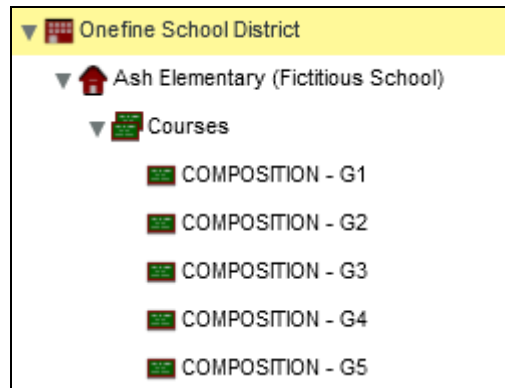 Onefine School District
Ash Elementary (Fictitious School)
Courses
COMPOSITION - G1
COMPOSITION - G2
COMPOSITION - G3
COMPOSITION - G4
COMPOSITION - G5